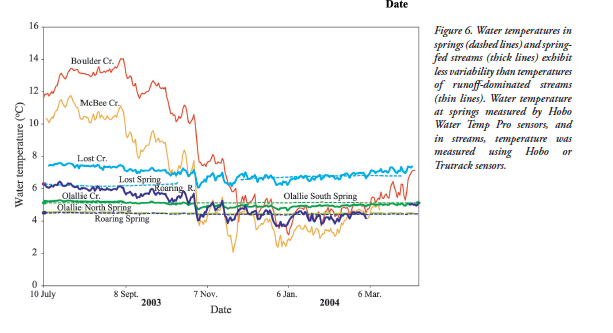 Date
Figure 6. Water temperatures in
springs (dashed lines) and spring-
fed streams (thick lines) exhibit
less variability than temperatures
of runoff-dominated streams
(thin lines). Water temperature
at springs measured by Hobo
Water Temp Pro sensors, and
in streams, temperature was
measured using Hobo or
Trutrack sensors.
16
14
12
10
8
6
4
2
0
Water temperature (°C)
Boulder Cr.
McBee Cr.
Lost Cr.
Lost Spring
Roaring R.
Ollalie Cr.
Olallie South Spring
Olallie North Spring
Roaring Spring
10 July
8 Sept.
7 Nov.
6 Jan.
6 Mar.
2003
2004
Date